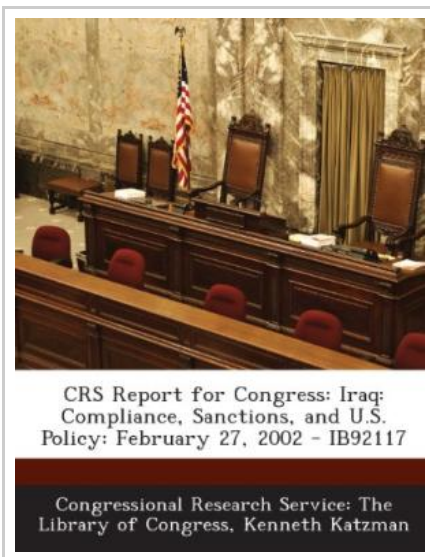 CRS Report for Congress: Iraq:
Compliance, Sanctions, and U.S.
Policy: February 27, 2002 - IB92117
Congressional Research Service: The
Library of Congress, Kenneth Katzman